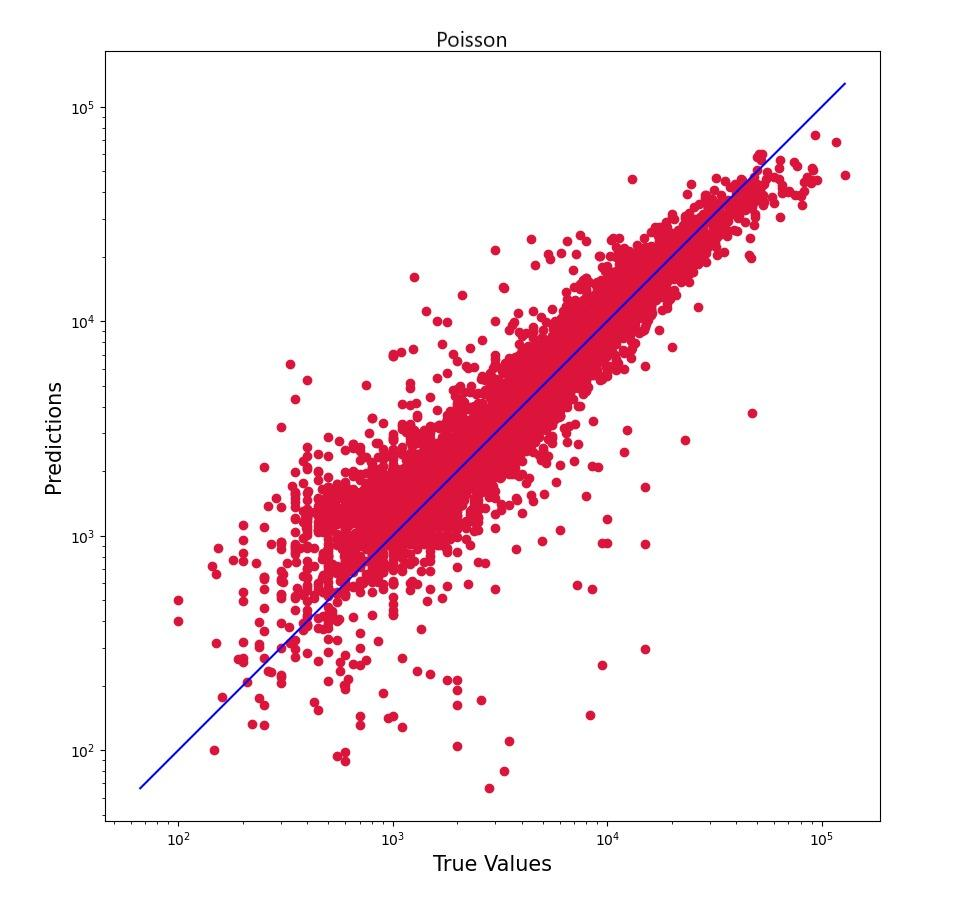 Poisson
Predictions
10⁵
10⁴
10³
10²
10² 10³ 10⁴ 10⁵
True Values